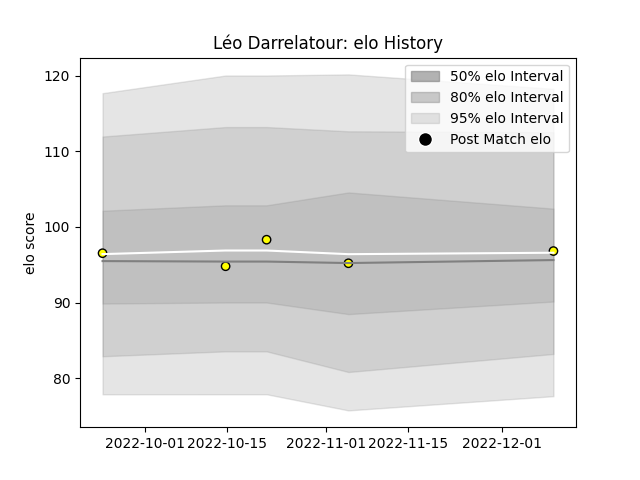 Léo Darrelatour: elo History
50% elo Interval
80% elo Interval
95% elo Interval
Post Match elo
elo score
120
110
100
90
80
2022-10-01 2022-10-15 2022-11-01 2022-11-15 2022-12-01